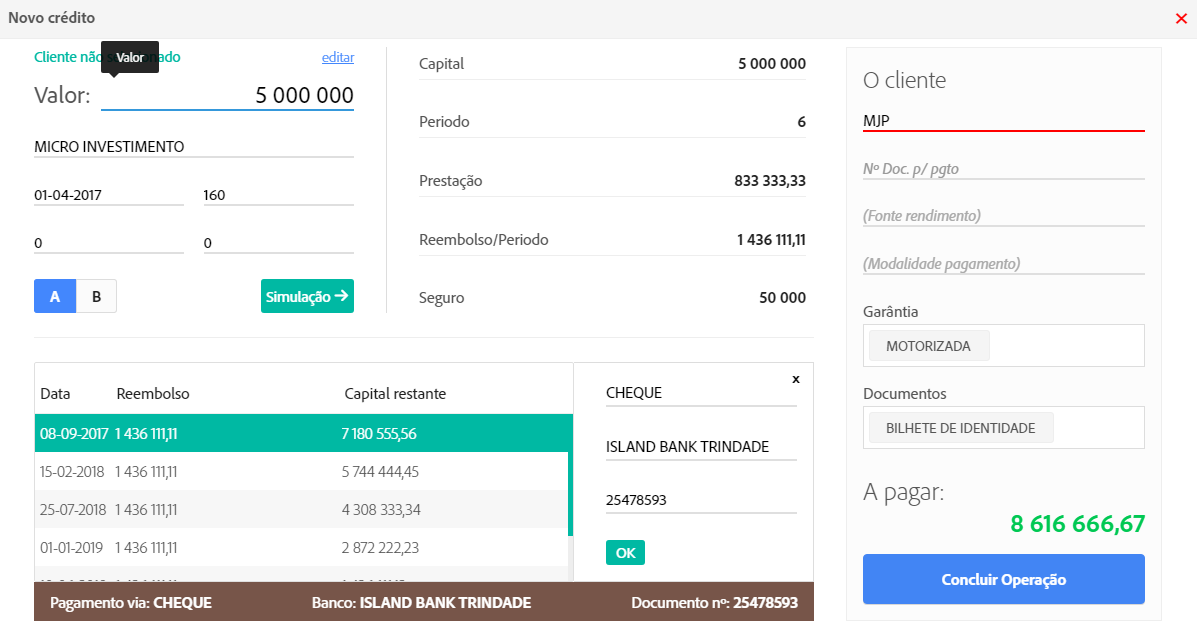 Novo crédito
Cliente não
nado
Valor
editar
Valor:
5 000 000
MICRO INVESTIMENTO
01-04-2017
160
0
0
A
B
Simulação →
Capital
5 000 000
Periodo
6
Prestação
833 333,33
Reembolso/Periodo
1 436 111,11
Seguro
50 000
Data
Reembolso
Capital restante
08-09-2017
1 436 111,11
7 180 555,56
15-02-2018
1 436 111,11
5 744 444,45
25-07-2018
1 436 111,11
4 308 333,34
01-01-2019
1 436 111,11
2 872 222,23
x
CHEQUE
ISLAND BANK TRINDADE
25478593
OK
Pagamento via: CHEQUE
Banco: ISLAND BANK TRINDADE
Documento nº: 25478593
O cliente
MJP
Nº Doc. p/ pgto
(Fonte rendimento)
(Modalidade pagamento)
Garântia
MOTORIZADA
Documentos
BILHETE DE IDENTIDADE
A pagar:
8 616 666,67
Concluir Operação